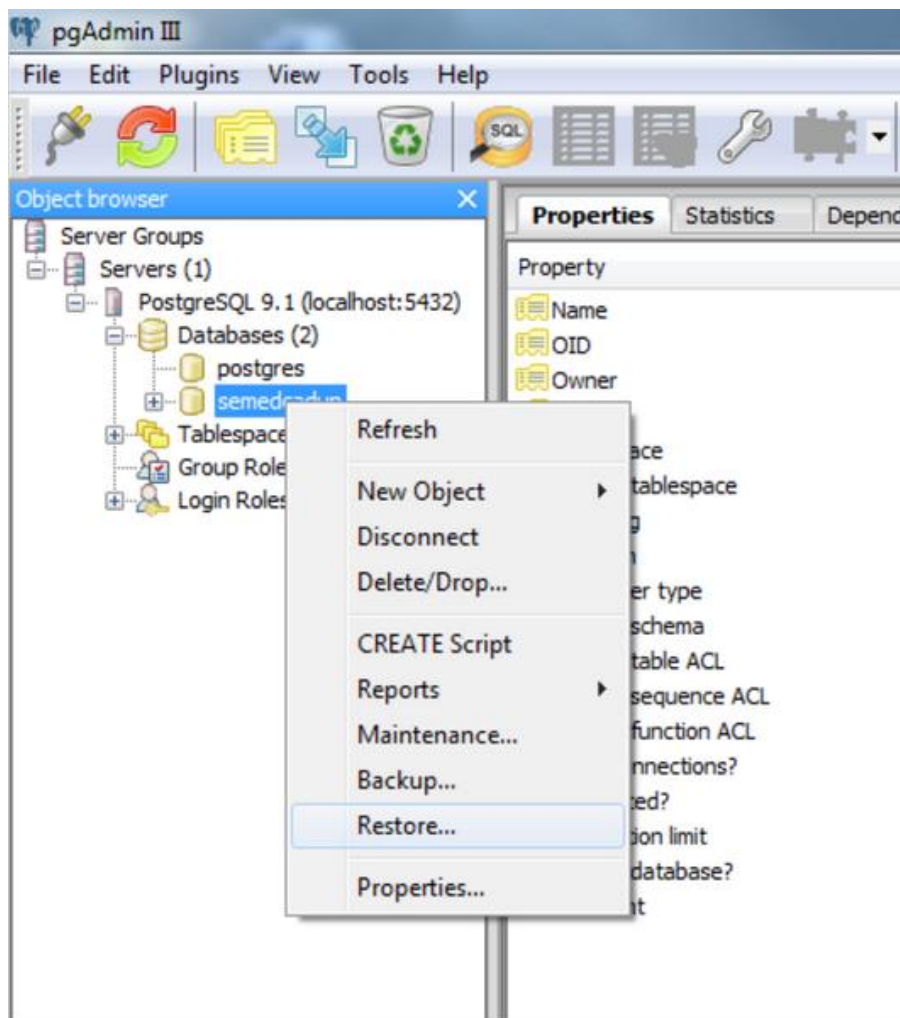 pgAdmin III
File Edit Plugins View Tools Help
SQL
Object browser
Server Groups
Servers (1)
PostgreSQL 9.1 (localhost:5432)
Databases (2)
postgres
semedcadun
Tablespace
Group Role
Login Roles
Refresh
New Object
Disconnect
Delete/Drop...
CREATE Script
Reports
Maintenance...
Backup...
Restore...
Properties...
Properties Statistics Depend
Property
Name
OID
Owner
ace
tablespace
er type
schema
table ACL
sequence ACL
function ACL
nnections?
ted?
ion limit
database?